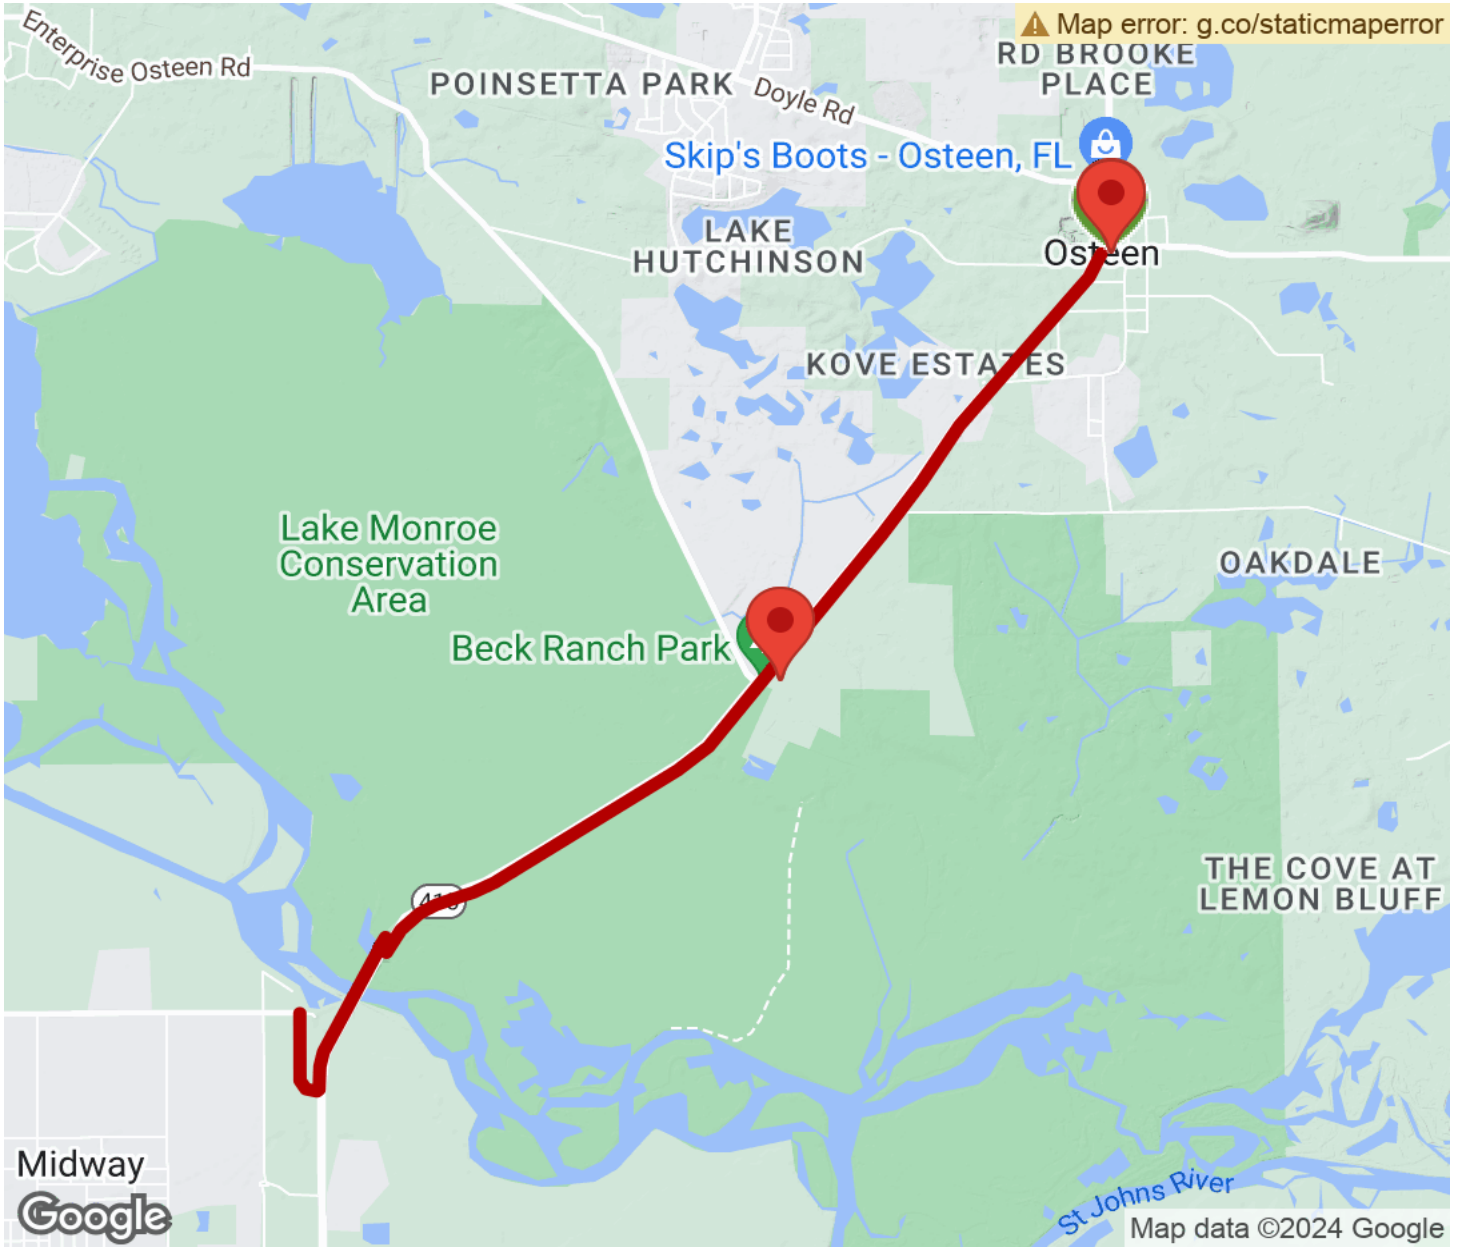 Map error: g.co/staticmaperror
Enterprise Osteen Rd
RD BROOKE
PLACE
POINSETTA PARK
Doyle Rd
Skip's Boots - Osteen, FL
LAKE
HUTCHINSON
Osteen
KOVE ESTATES
Lake Monroe
Conservation
Area
OAKDALE
Beck Ranch Park
THE COVE AT
LEMON BLUFF
Midway
St Johns River
Google
Map data ©2024 Google